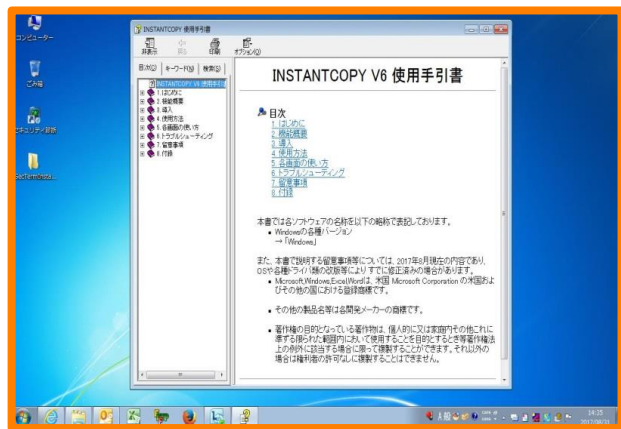 コンピューター
ごみ箱
セキュリティ診断
INSTANTCOPY 使用手引書
非表示
戻る
印刷
オプション(O)
目次(C)
キーワード(N)
検索(S)
INSTANTCOPY V6 使用手引書
1.はじめに
2.機能概要
3.導入
4.使用方法
5.各画面の使い方
6.トラブルシューティング
7.留意事項
8.付録
INSTANTCOPY V6 使用手引書
目次
1.はじめに
2.機能概要
3.導入
4.使用方法
5.各画面の使い方
6.トラブルシューティング
7.留意事項
8.付録
本書では各ソフトウェアの名称を以下の略称で表記しております。
• Windowsの各種バージョン
→「Windows」
また、本書で説明する留意事項等については、2017年8月現在の内容であり、
OSや各種ドライバ類の改版等により すでに修正済みの場合があります。
• Microsoft,Windows,Excel,Wordは、米国 Microsoft Corporation の米国およ
びその他の国における登録商標です。
• その他の製品名等は各開発メーカーの商標です。
• 著作権の目的となっている著作物は、個人的に又は家庭内その他これに
準ずる限られた範囲内において使用することを目的とするとき等著作権法
上の例外に該当する場合に限って複製することができます。それ以外の
場合は権利者の許可なしに複製することはできません。
A 般
14:35
2017/08/31